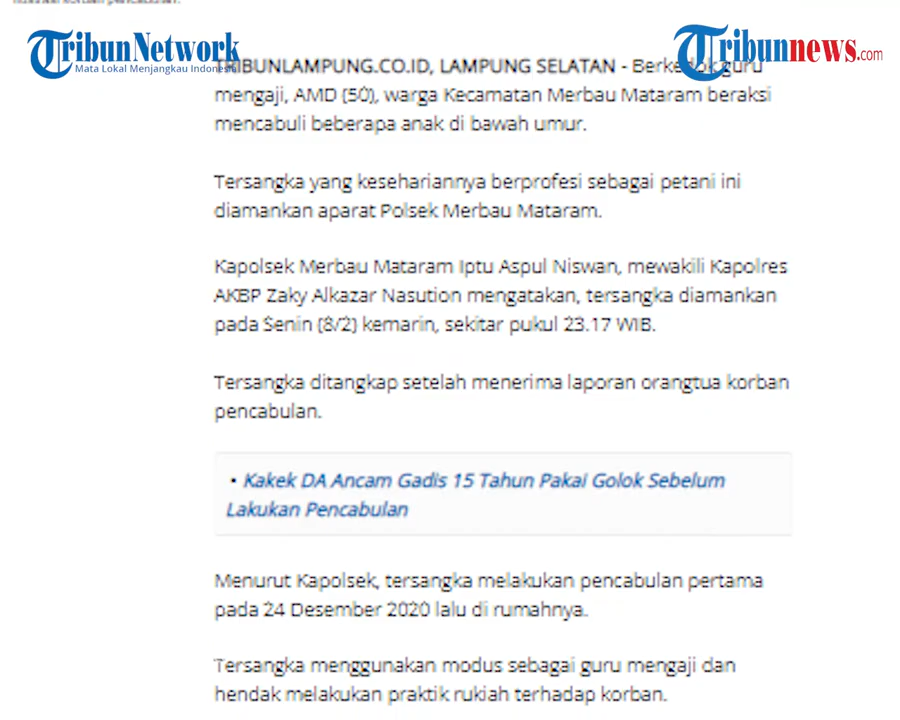 Tribun Network
Mata Lokal Menjangkau Indonesia
Tribunnews.com
TRIBUNLAMPUNG.CO.ID, LAMPUNG SELATAN - Berkedok guru
mengaji, AMD (50), warga Kecamatan Merbau Mataram beraksi
mencabuli beberapa anak di bawah umur.
Tersangka yang kesehariannya berprofesi sebagai petani ini
diamankan aparat Polsek Merbau Mataram.
Kapolsek Merbau Mataram Iptu Aspul Niswan, mewakili Kapolres
AKBP Zaky Alkazar Nasution mengatakan, tersangka diamankan
pada Senin (8/2) kemarin, sekitar pukul 23.17 WIB.
Tersangka ditangkap setelah menerima laporan orangtua korban
pencabulan.
• Kakek DA Ancam Gadis 15 Tahun Pakai Golok Sebelum
Lakukan Pencabulan
Menurut Kapolsek, tersangka melakukan pencabulan pertama
pada 24 Desember 2020 lalu di rumahnya.
Tersangka menggunakan modus sebagai guru mengaji dan
hendak melakukan praktik rukiah terhadap korban.